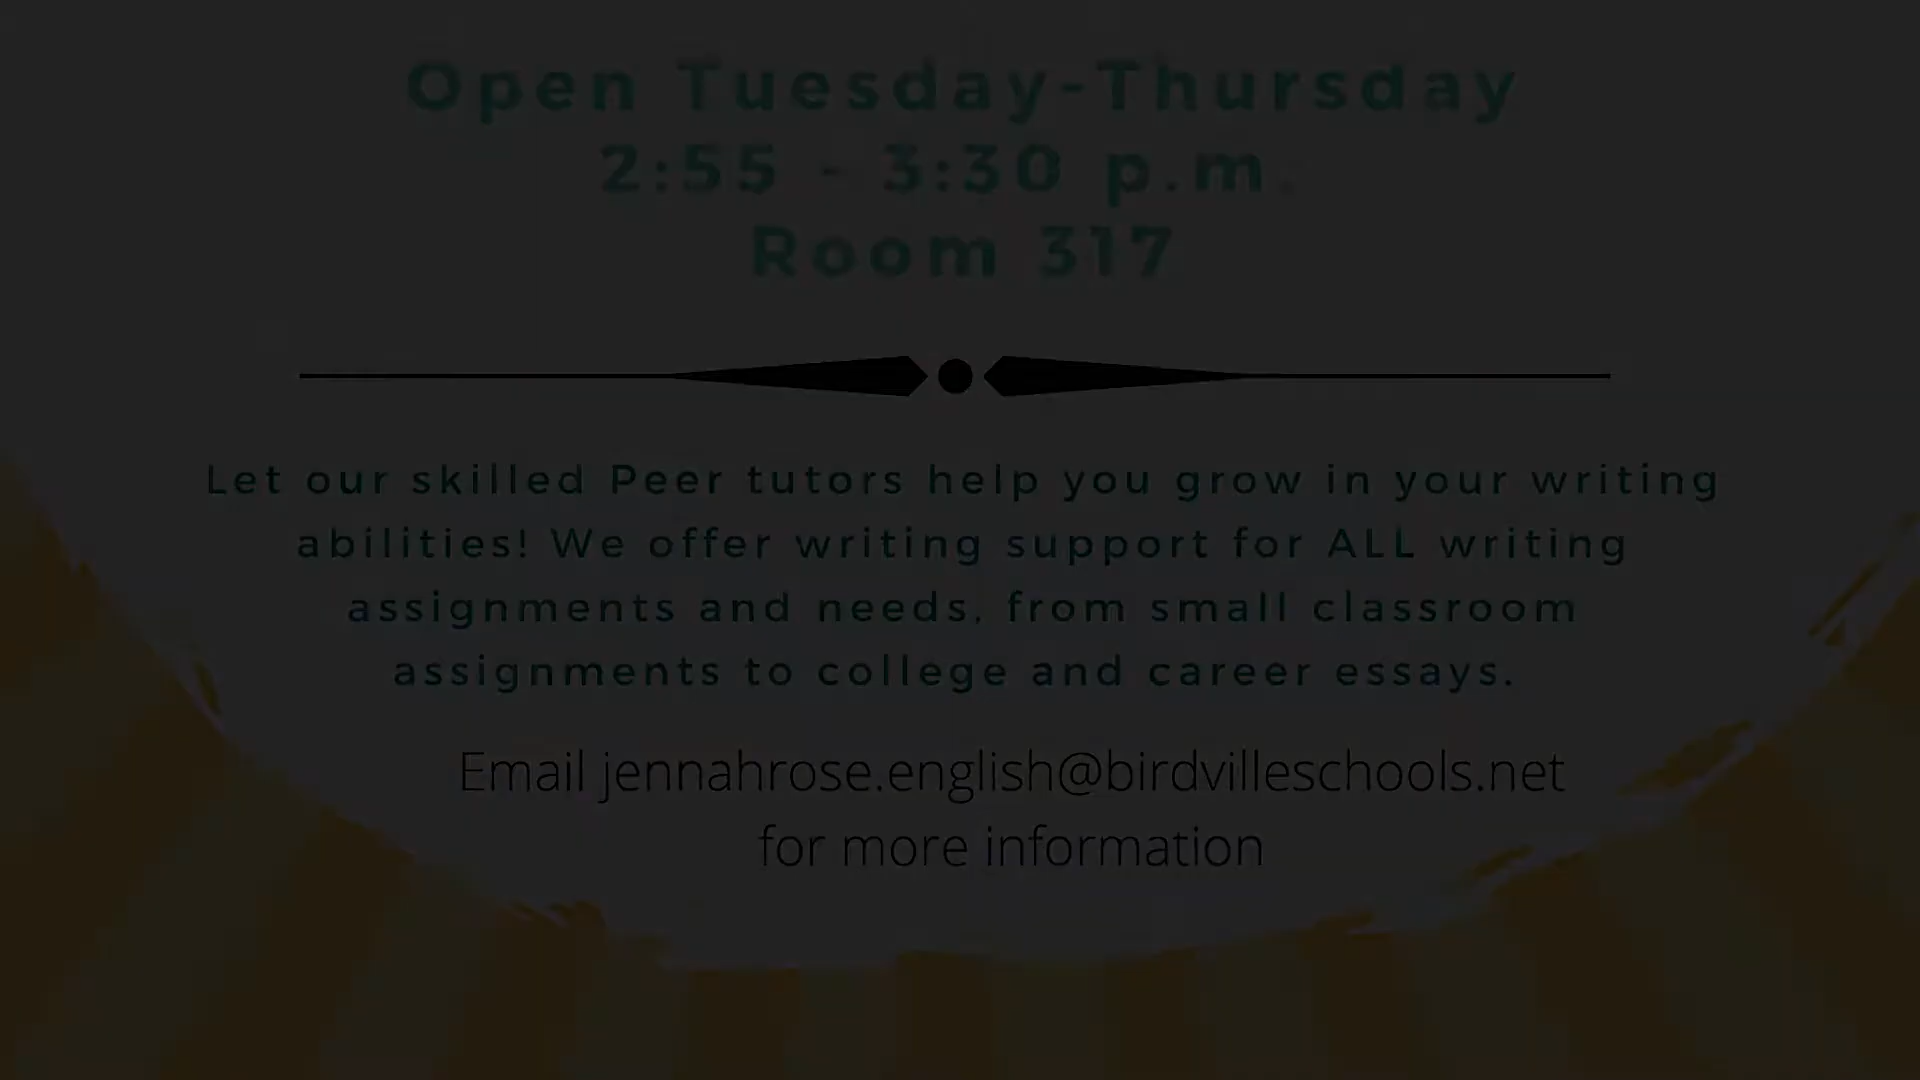 Open Tuesday-Thursday
2:55 - 3:30 p.m.
Room 317
Let our skilled Peer tutors help you grow in your writing
abilities! We offer writing support for ALL writing
assignments and needs, from small classroom
assignments to college and career essays.
Email jennahrose.english@birdvilleschools.net
for more information